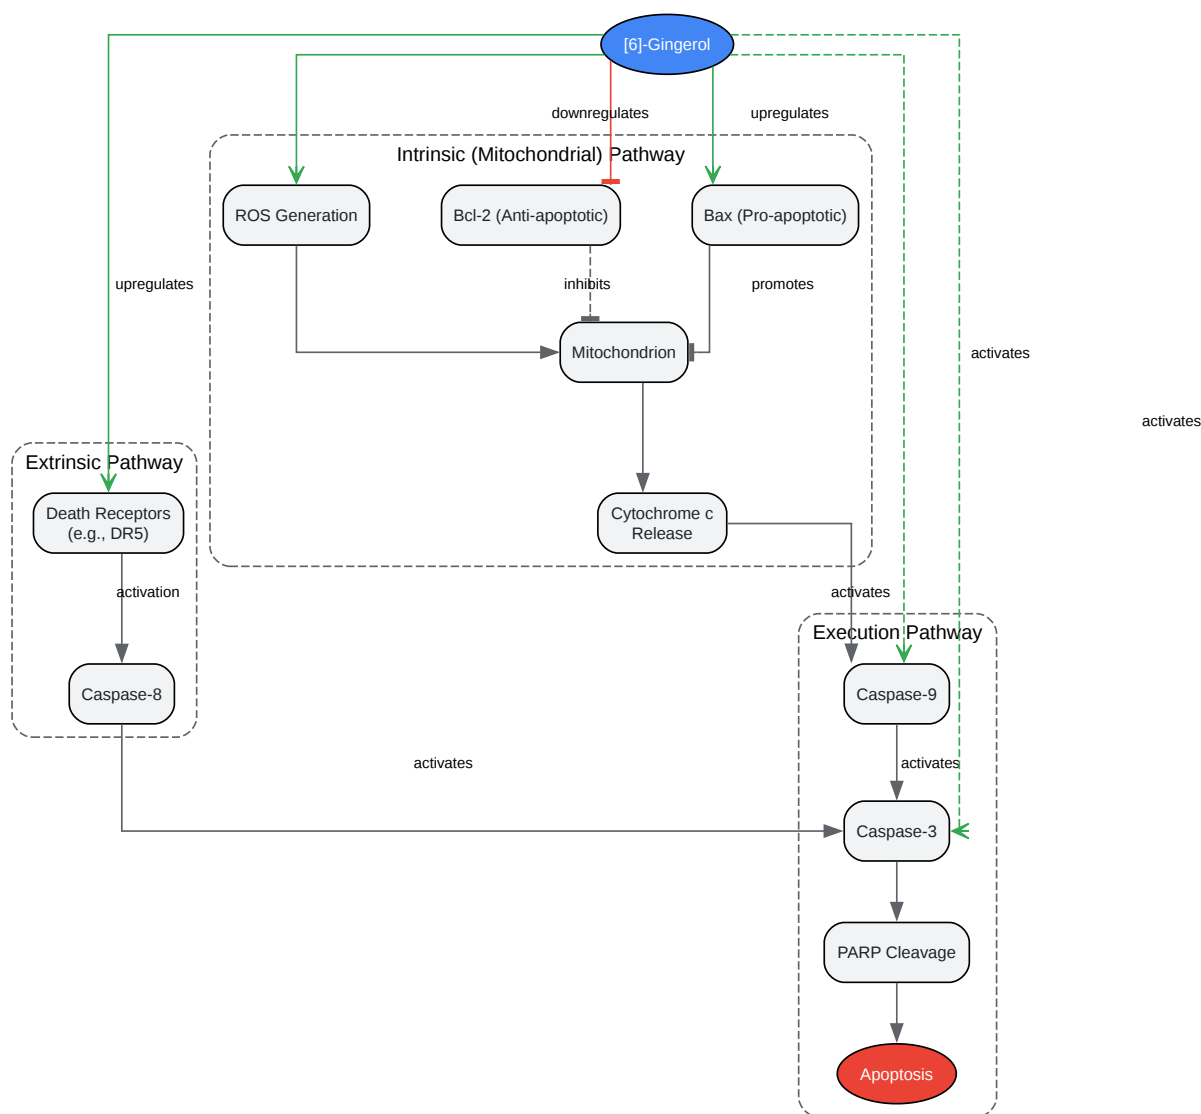 [6]-Gingerol
downregulates
upregulates
Intrinsic (Mitochondrial) Pathway
ROS Generation
Bcl-2 (Anti-apoptotic)
Bax (Pro-apoptotic)
upregulates
inhibits
promotes
Mitochondrion
activates
activates
Extrinsic Pathway
Death Receptors
(e.g., DR5)
Cytochrome c
Release
activation
activates
Execution Pathway
Caspase-8
Caspase-9
activates
activates
Caspase-3
PARP Cleavage
Apoptosis